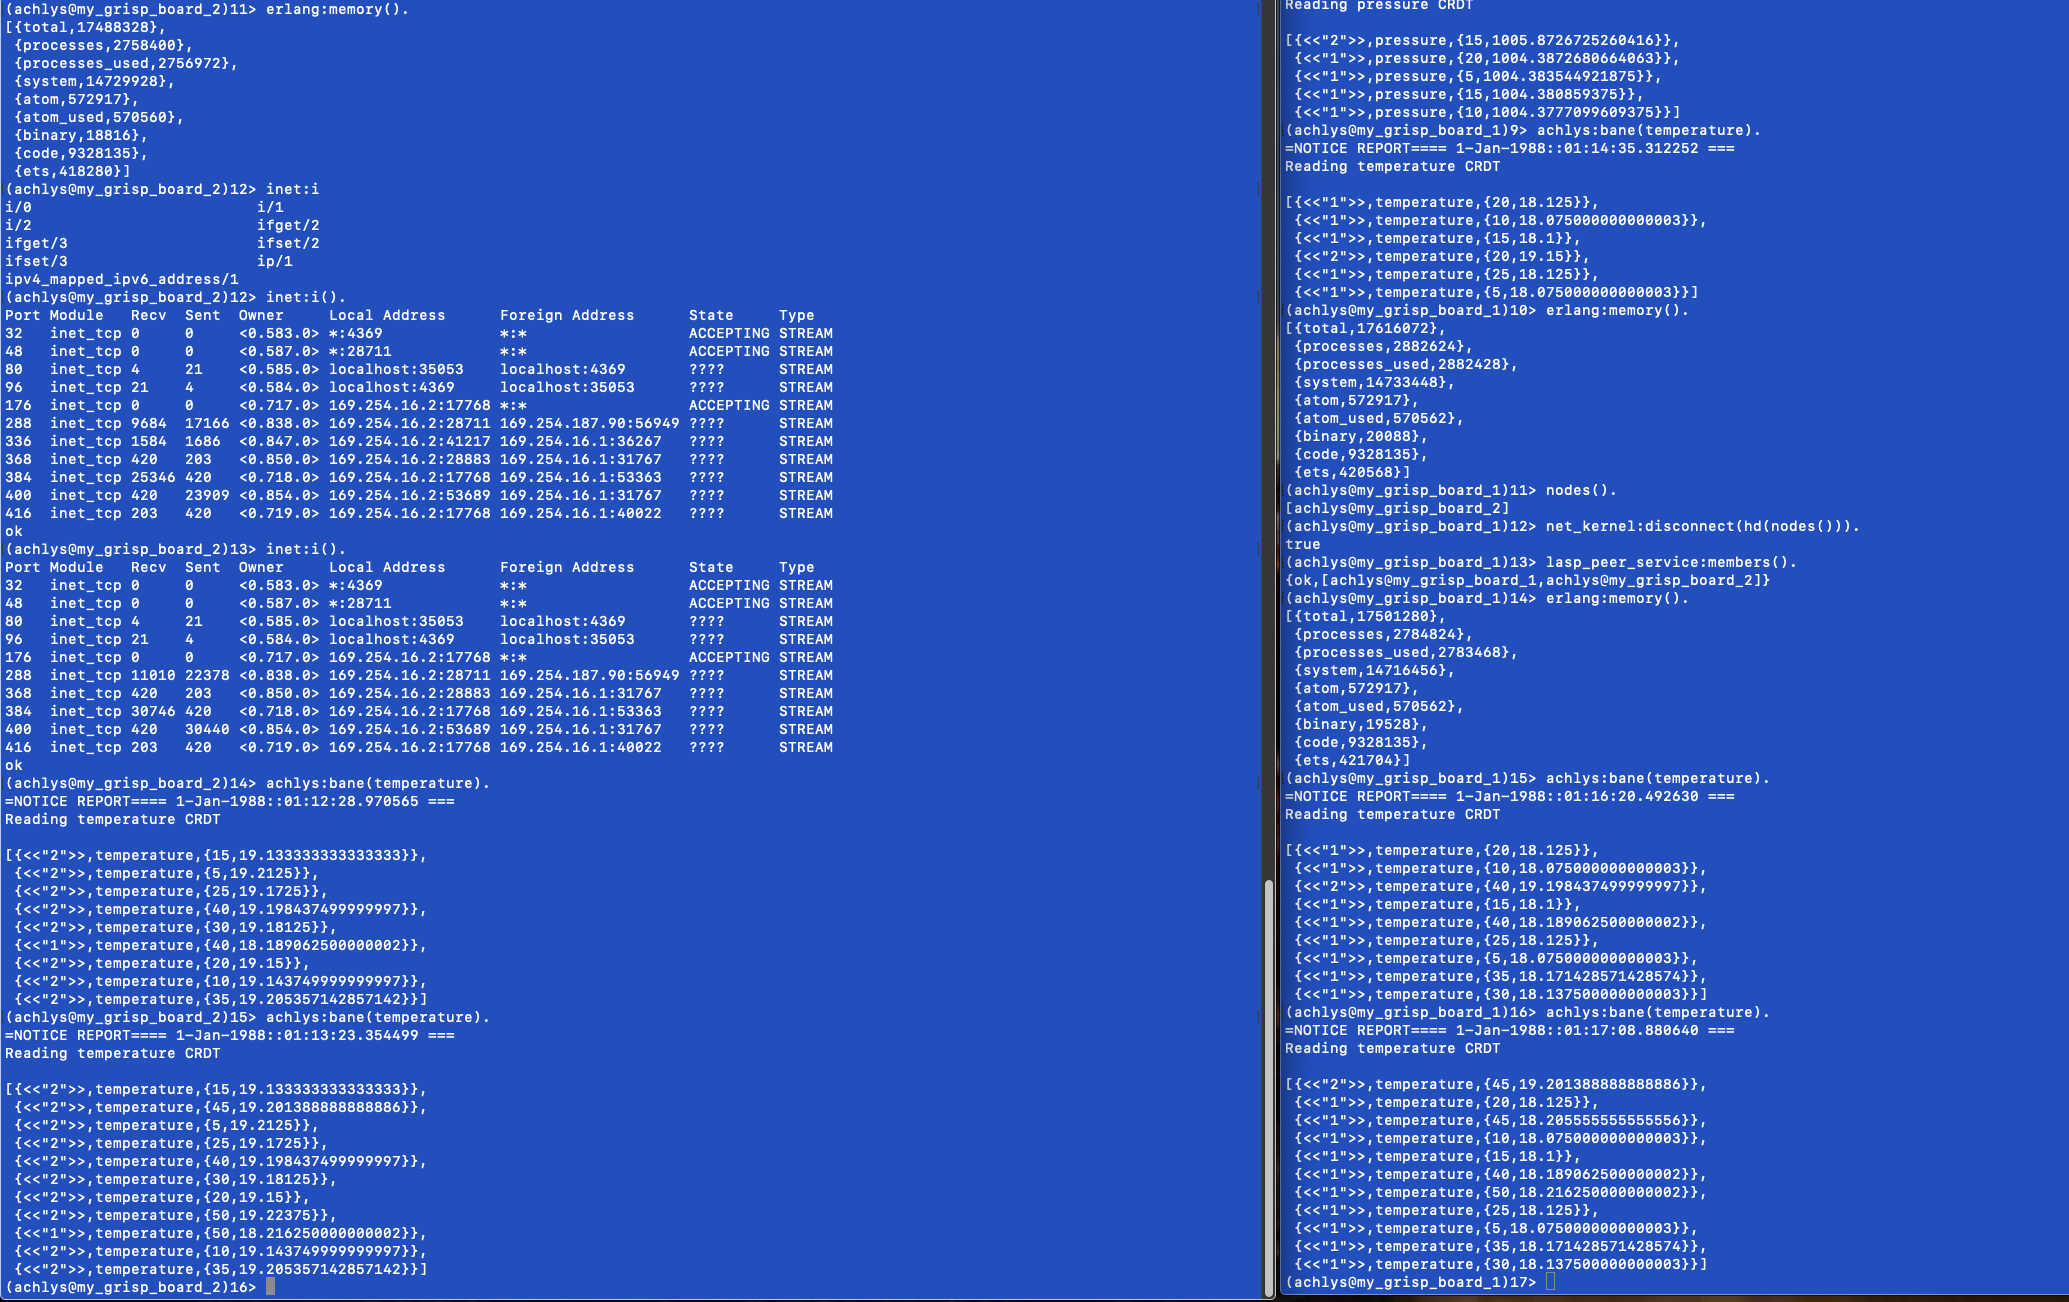 (achlys@my_grisp_board_2)11> erlang:memory().
[{total,17488328},
 {processes,2758400},
 {processes_used,2756972},
 {system,14729928},
 {atom,572917},
 {atom_used,570560},
 {binary,18816},
 {code,9328135},
 {ets,418280}]
(achlys@my_grisp_board_2)12> inet:i
i/0                         i/1
i/2                         ifget/2
ifget/3                     ifset/2
ifset/3                     ip/1
ipv4_mapped_ipv6_address/1
(achlys@my_grisp_board_2)12> inet:i().
Port Module   Recv  Sent  Owner     Local Address      Foreign Address      State     Type
32   inet_tcp 0     0     <0.583.0> *:4369             *:*                  ACCEPTING STREAM
48   inet_tcp 0     0     <0.587.0> *:28711            *:*                  ACCEPTING STREAM
80   inet_tcp 4     21    <0.585.0> localhost:35053    localhost:4369       ????      STREAM
96   inet_tcp 21    4     <0.584.0> localhost:4369     localhost:35053      ????      STREAM
176  inet_tcp 0     0     <0.717.0> 169.254.16.2:17768 *:*                  ACCEPTING STREAM
288  inet_tcp 9684  17166 <0.838.0> 169.254.16.2:28711 169.254.187.90:56949 ????      STREAM
336  inet_tcp 1584  1686  <0.847.0> 169.254.16.2:41217 169.254.16.1:36267   ????      STREAM
368  inet_tcp 420   203   <0.850.0> 169.254.16.2:28883 169.254.16.1:31767   ????      STREAM
384  inet_tcp 25346 420   <0.718.0> 169.254.16.2:17768 169.254.16.1:53363   ????      STREAM
400  inet_tcp 420   23909 <0.854.0> 169.254.16.2:53689 169.254.16.1:31767   ????      STREAM
416  inet_tcp 203   420   <0.719.0> 169.254.16.2:17768 169.254.16.1:40022   ????      STREAM
ok
(achlys@my_grisp_board_2)13> inet:i().
Port Module   Recv  Sent  Owner     Local Address      Foreign Address      State     Type
32   inet_tcp 0     0     <0.583.0> *:4369             *:*                  ACCEPTING STREAM
48   inet_tcp 0     0     <0.587.0> *:28711            *:*                  ACCEPTING STREAM
80   inet_tcp 4     21    <0.585.0> localhost:35053    localhost:4369       ????      STREAM
96   inet_tcp 21    4     <0.584.0> localhost:4369     localhost:35053      ????      STREAM
176  inet_tcp 0     0     <0.717.0> 169.254.16.2:17768 *:*                  ACCEPTING STREAM
288  inet_tcp 11010 22378 <0.838.0> 169.254.16.2:28711 169.254.187.90:56949 ????      STREAM
368  inet_tcp 420   203   <0.850.0> 169.254.16.2:28883 169.254.16.1:31767   ????      STREAM
384  inet_tcp 30746 420   <0.718.0> 169.254.16.2:17768 169.254.16.1:53363   ????      STREAM
400  inet_tcp 420   30440 <0.854.0> 169.254.16.2:53689 169.254.16.1:31767   ????      STREAM
416  inet_tcp 203   420   <0.719.0> 169.254.16.2:17768 169.254.16.1:40022   ????      STREAM
ok
(achlys@my_grisp_board_2)14> achlys:bane(temperature).
=NOTICE REPORT==== 1-Jan-1988::01:12:28.970565 ===
Reading temperature CRDT
[{<<"2">>,temperature,{15,19.133333333333333}},
 {<<"2">>,temperature,{5,19.2125}},
 {<<"2">>,temperature,{25,19.1725}},
 {<<"2">>,temperature,{40,19.198437499999997}},
 {<<"2">>,temperature,{30,19.18125}},
 {<<"1">>,temperature,{40,18.189062500000002}},
 {<<"2">>,temperature,{20,19.15}},
 {<<"2">>,temperature,{10,19.143749999999997}},
 {<<"2">>,temperature,{35,19.205357142857142}}]
(achlys@my_grisp_board_2)15> achlys:bane(temperature).
=NOTICE REPORT==== 1-Jan-1988::01:13:23.354499 ===
Reading temperature CRDT
[{<<"2">>,temperature,{15,19.133333333333333}},
 {<<"2">>,temperature,{45,19.201388888888886}},
 {<<"2">>,temperature,{5,19.2125}},
 {<<"2">>,temperature,{25,19.1725}},
 {<<"2">>,temperature,{40,19.198437499999997}},
 {<<"2">>,temperature,{30,19.18125}},
 {<<"2">>,temperature,{20,19.15}},
 {<<"2">>,temperature,{50,19.22375}},
 {<<"1">>,temperature,{50,18.216250000000002}},
 {<<"2">>,temperature,{10,19.143749999999997}},
 {<<"2">>,temperature,{35,19.205357142857142}}]
(achlys@my_grisp_board_2)16>
Reading pressure CRDT
[{<<"2">>,pressure,{15,1005.8726725260416}},
 {<<"1">>,pressure,{20,1004.3872680664063}},
 {<<"1">>,pressure,{5,1004.383544921875}},
 {<<"1">>,pressure,{15,1004.380859375}},
 {<<"1">>,pressure,{10,1004.3777099609375}}]
(achlys@my_grisp_board_1)9> achlys:bane(temperature).
=NOTICE REPORT==== 1-Jan-1988::01:14:35.312252 ===
Reading temperature CRDT
[{<<"1">>,temperature,{20,18.125}},
 {<<"1">>,temperature,{10,18.075000000000003}},
 {<<"1">>,temperature,{15,18.1}},
 {<<"2">>,temperature,{20,19.15}},
 {<<"1">>,temperature,{25,18.125}},
 {<<"1">>,temperature,{5,18.075000000000003}}]
(achlys@my_grisp_board_1)10> erlang:memory().
[{total,17616072},
 {processes,2882624},
 {processes_used,2882428},
 {system,14733448},
 {atom,572917},
 {atom_used,570562},
 {binary,20088},
 {code,9328135},
 {ets,420568}]
(achlys@my_grisp_board_1)11> nodes().
[achlys@my_grisp_board_2]
(achlys@my_grisp_board_1)12> net_kernel:disconnect(hd(nodes())).
true
(achlys@my_grisp_board_1)13> lasp_peer_service:members().
{ok,[achlys@my_grisp_board_1,achlys@my_grisp_board_2]}
(achlys@my_grisp_board_1)14> erlang:memory().
[{total,17501280},
 {processes,2784824},
 {processes_used,2783468},
 {system,14716456},
 {atom,572917},
 {atom_used,570562},
 {binary,19528},
 {code,9328135},
 {ets,421704}]
(achlys@my_grisp_board_1)15> achlys:bane(temperature).
=NOTICE REPORT==== 1-Jan-1988::01:16:20.492630 ===
Reading temperature CRDT
[{<<"1">>,temperature,{20,18.125}},
 {<<"1">>,temperature,{10,18.075000000000003}},
 {<<"2">>,temperature,{40,19.198437499999997}},
 {<<"1">>,temperature,{15,18.1}},
 {<<"1">>,temperature,{40,18.189062500000002}},
 {<<"1">>,temperature,{25,18.125}},
 {<<"1">>,temperature,{5,18.075000000000003}},
 {<<"1">>,temperature,{35,18.171428571428574}},
 {<<"1">>,temperature,{30,18.137500000000003}}]
(achlys@my_grisp_board_1)16> achlys:bane(temperature).
=NOTICE REPORT==== 1-Jan-1988::01:17:08.880640 ===
Reading temperature CRDT
[{<<"2">>,temperature,{45,19.201388888888886}},
 {<<"1">>,temperature,{20,18.125}},
 {<<"1">>,temperature,{45,18.205555555555556}},
 {<<"1">>,temperature,{10,18.075000000000003}},
 {<<"1">>,temperature,{15,18.1}},
 {<<"1">>,temperature,{40,18.189062500000002}},
 {<<"1">>,temperature,{50,18.216250000000002}},
 {<<"1">>,temperature,{25,18.125}},
 {<<"1">>,temperature,{5,18.075000000000003}},
 {<<"1">>,temperature,{35,18.171428571428574}},
 {<<"1">>,temperature,{30,18.137500000000003}}]
(achlys@my_grisp_board_1)17>